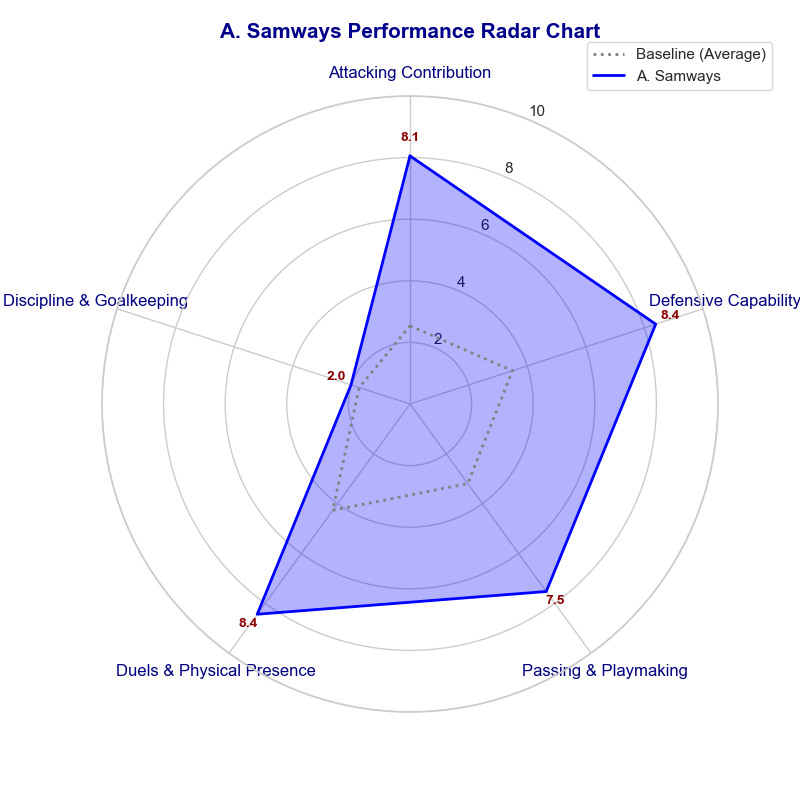 A. Samways Performance Radar Chart
Baseline (Average)
A. Samways
Attacking Contribution
10
8.1
8
6
4
Discipline & Goalkeeping
Defensive Capability
8.4
2
2.0
7.5
8.4
Duels & Physical Presence
Passing & Playmaking